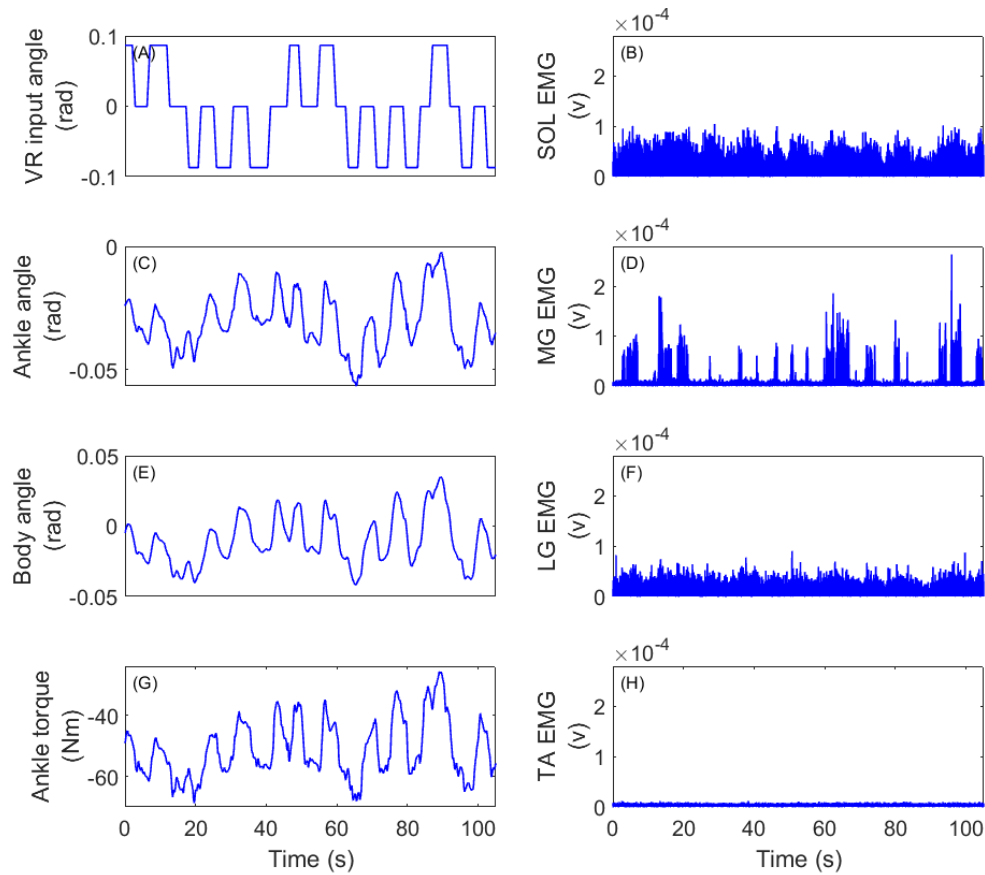 VR input angle
(rad)
0.1
0
-0.1
(A)
×10⁻⁴
SOL EMG
(v)
2
1
0
(B)
Ankle angle
(rad)
0
-0.05
(C)
×10⁻⁴
MG EMG
(v)
2
1
0
(D)
Body angle
(rad)
0.05
0
-0.05
(E)
×10⁻⁴
LG EMG
(v)
2
1
0
(F)
Ankle torque
(Nm)
-40
-60
(G)
0 20 40 60 80 100
Time (s)
×10⁻⁴
TA EMG
(v)
2
1
0
(H)
0 20 40 60 80 100
Time (s)